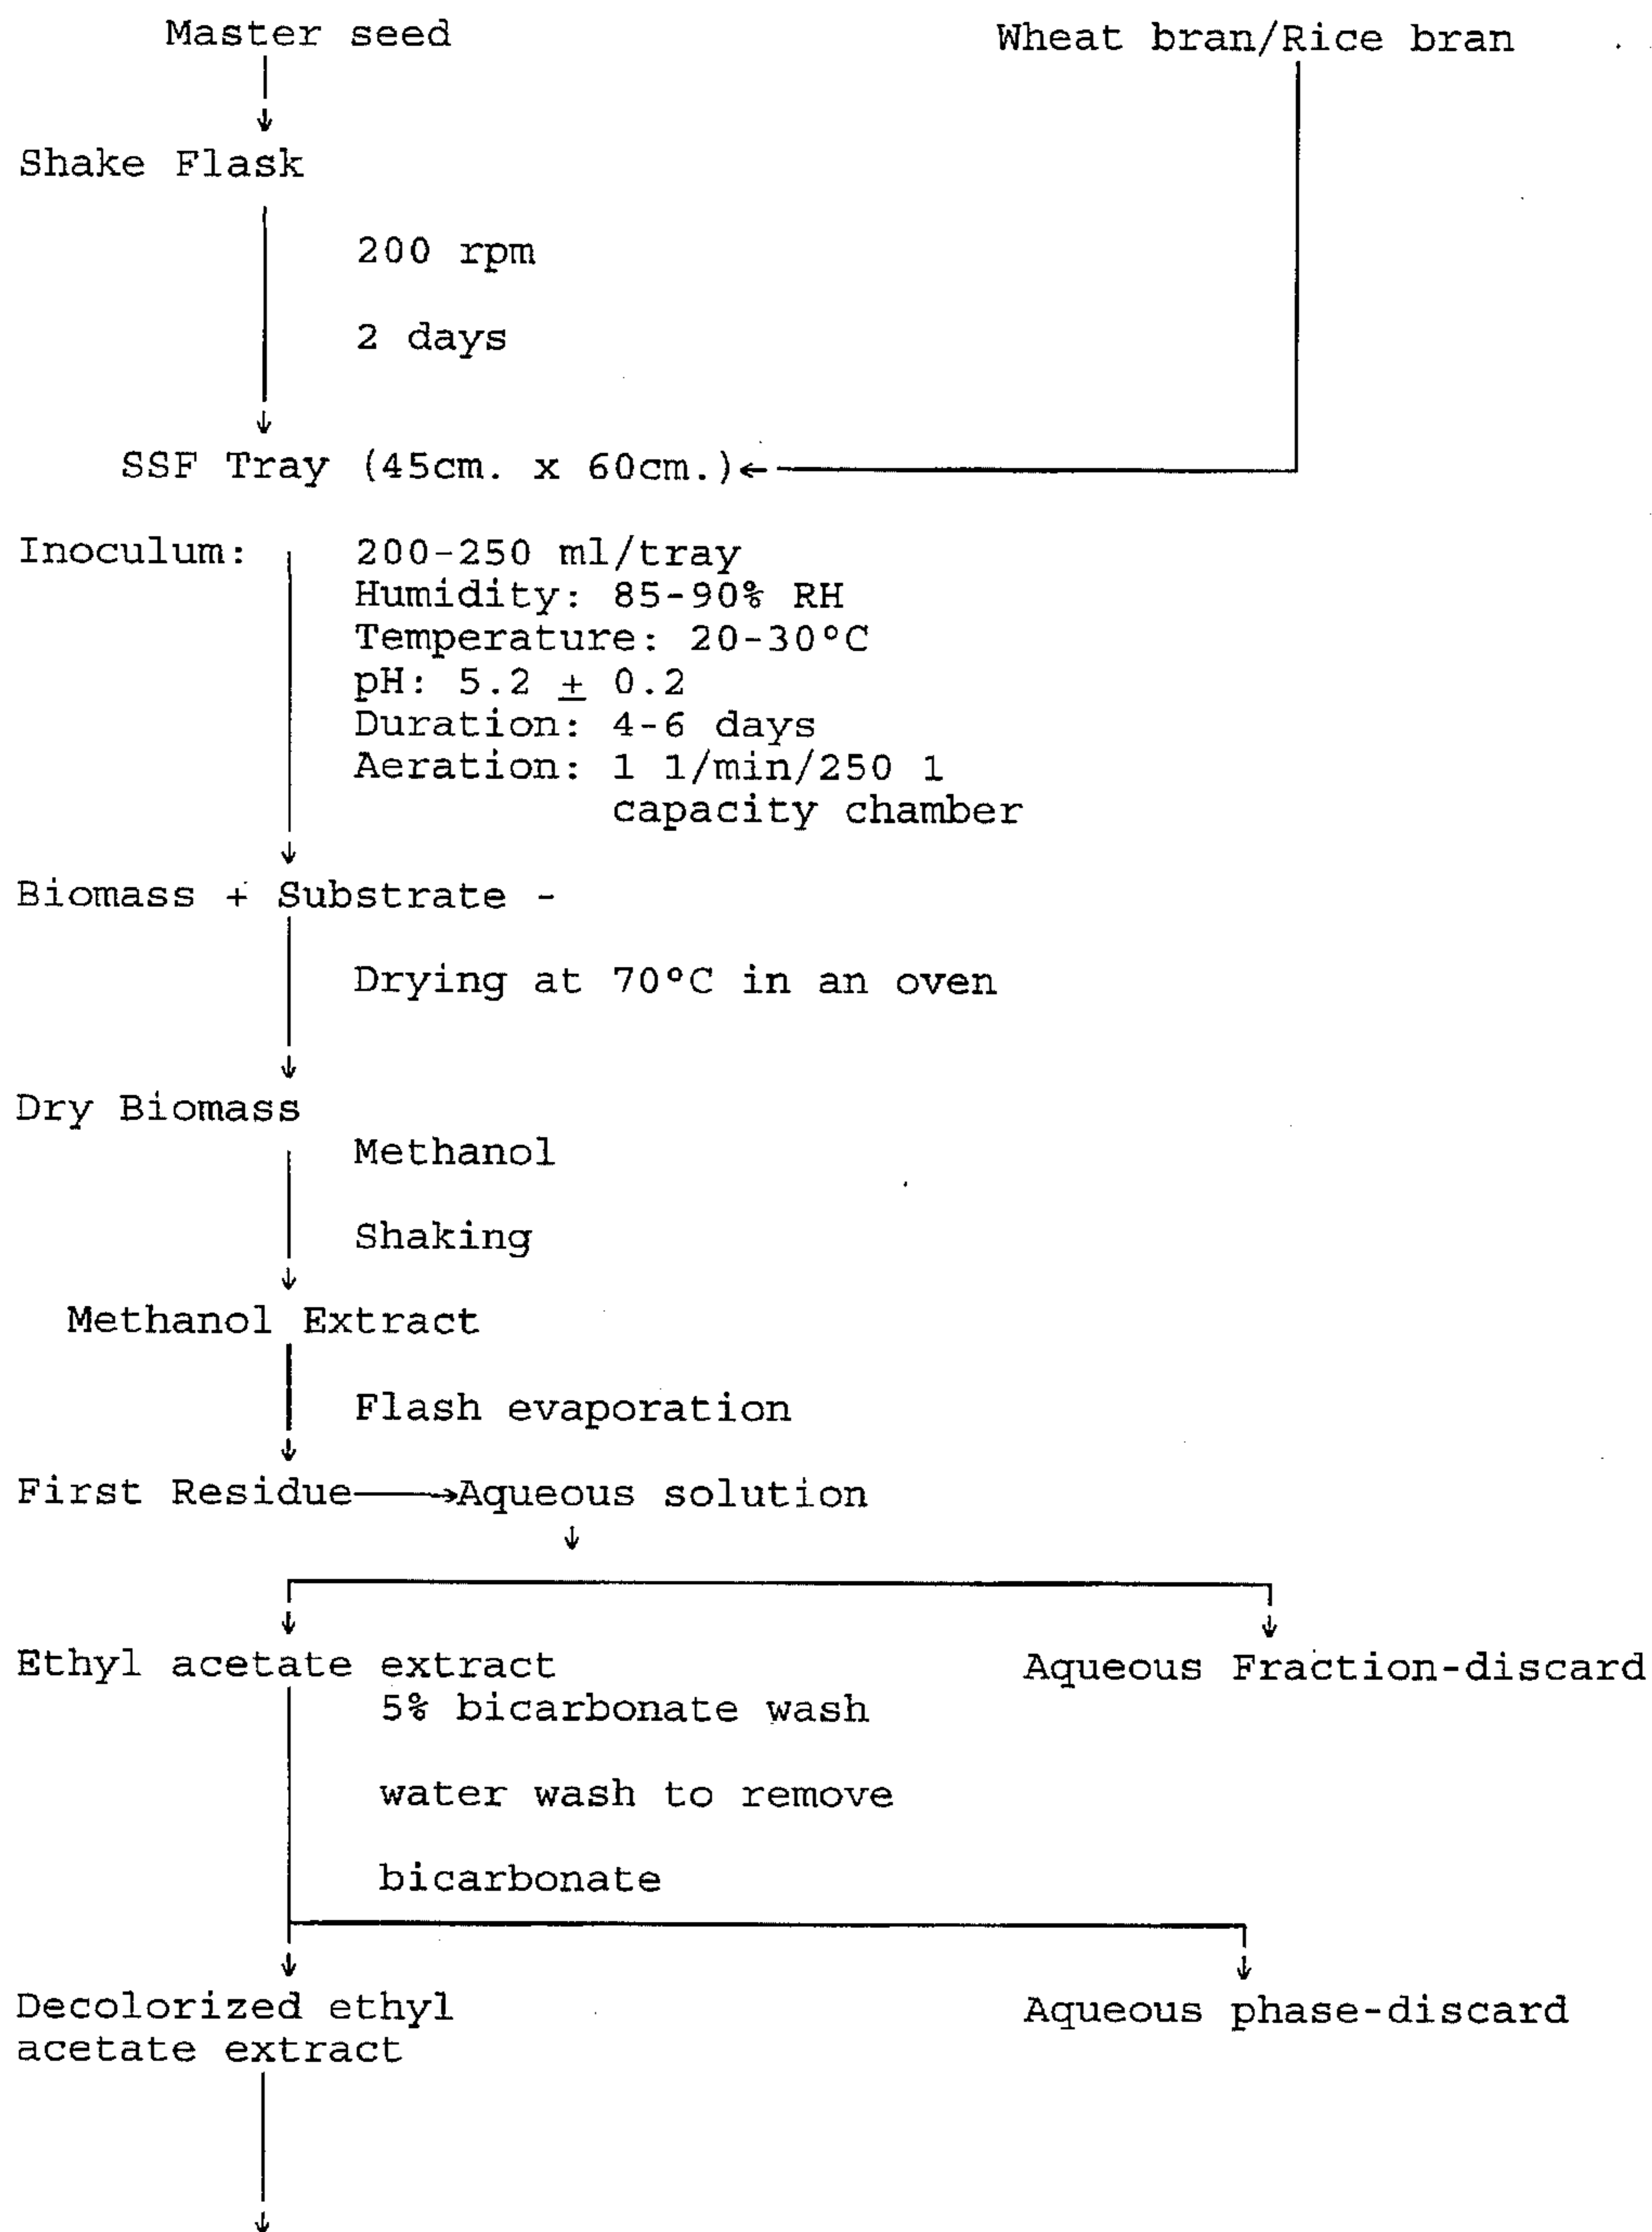 Master seed
Wheat bran/Rice bran
Shake Flask
200 rpm
2 days
SSF Tray (45cm. x 60cm.)
Inoculum: 200-250 ml/tray
Humidity: 85-90% RH
Temperature: 20-30°C
pH: 5.2 ± 0.2
Duration: 4-6 days
Aeration: 1 l/min/250 l
capacity chamber
Biomass + Substrate -
Drying at 70°C in an oven
Dry Biomass
Methanol
Shaking
Methanol Extract
Flash evaporation
First Residue→Aqueous solution
Ethyl acetate extract
Aqueous Fraction-discard
5% bicarbonate wash
water wash to remove
bicarbonate
Decolorized ethyl
acetate extract
Aqueous phase-discard